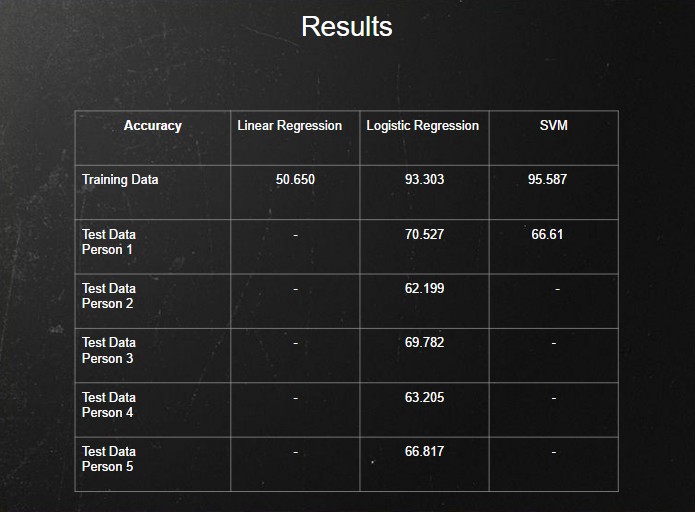 Results
Accuracy Linear Regression Logistic Regression SVM
Training Data 50.650 93.303 95.587
Test Data - 70.527 66.61
Person 1
Test Data - 62.199 -
Person 2
Test Data - 69.782 -
Person 3
Test Data - 63.205 -
Person 4
Test Data - 66.817 -
Person 5